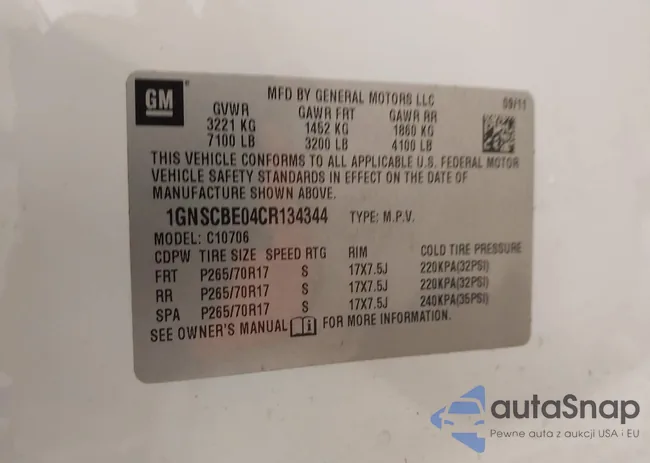 GM
MFD BY GENERAL MOTORS LLC 09/11
GVWR GAWR FRT GAWR RR
3221 KG 1452 KG 1860 KG
7100 LB 3200 LB 4100 LB
THIS VEHICLE CONFORMS TO ALL APPLICABLE U.S. FEDERAL MOTOR
VEHICLE SAFETY STANDARDS IN EFFECT ON THE DATE OF
MANUFACTURE SHOWN ABOVE.
1GNSCBE04CR134344 TYPE: M.P.V.
MODEL: C10706
CDPW TIRE SIZE SPEED RTG RIM COLD TIRE PRESSURE
FRT P265/70R17 S 17X7.5J 220KPA(32PSI)
RR P265/70R17 S 17X7.5J 220KPA(32PSI)
SPA P265/70R17 S 17X7.5J 240KPA(35PSI)
SEE OWNER'S MANUAL FOR MORE INFORMATION.
autaSnap
Pewne auta z aukcji USA i EU